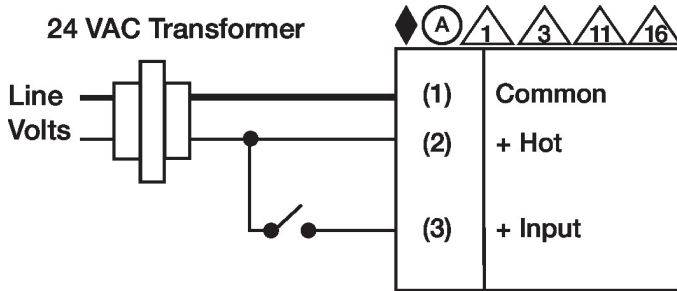 24 VAC Transformer
A 1 3 11 16
Line
Volts
(1) Common
(2) + Hot
(3) + Input